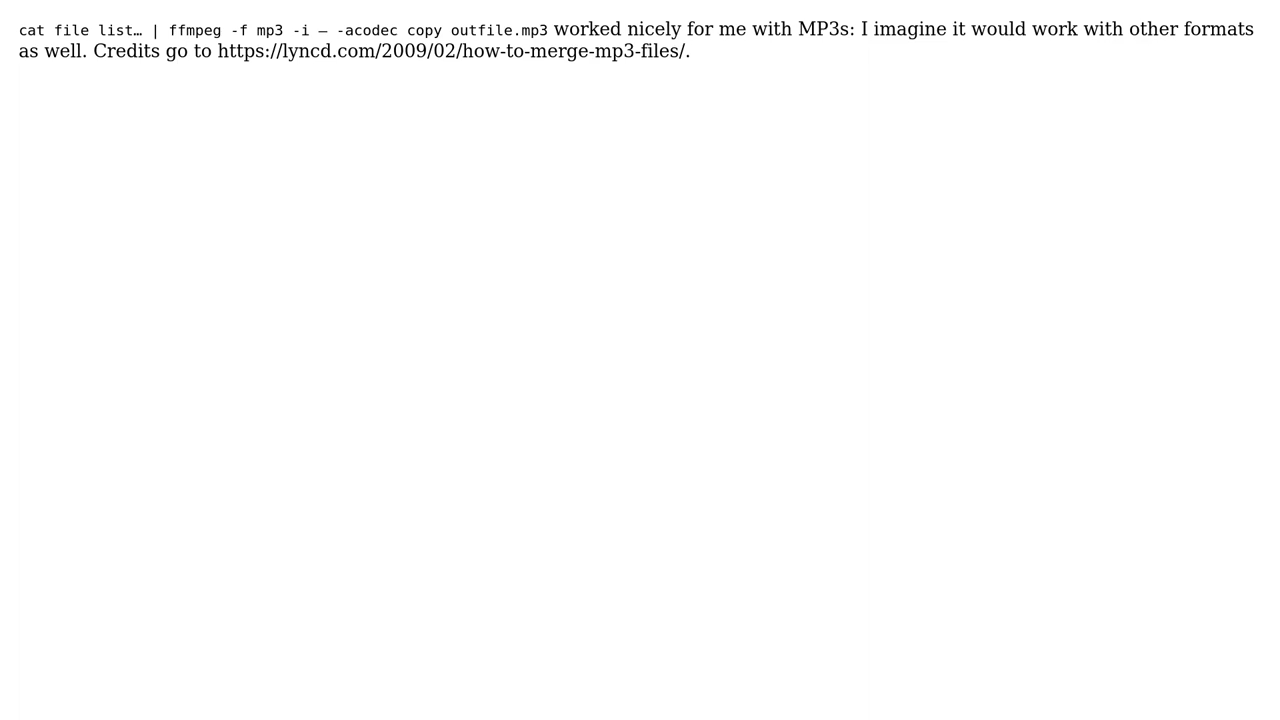 cat file list… | ffmpeg -f mp3 -i – -acodec copy outfile.mp3 worked nicely for me with MP3s: I imagine it would work with other formats
as well. Credits go to https://lyncd.com/2009/02/how-to-merge-mp3-files/.